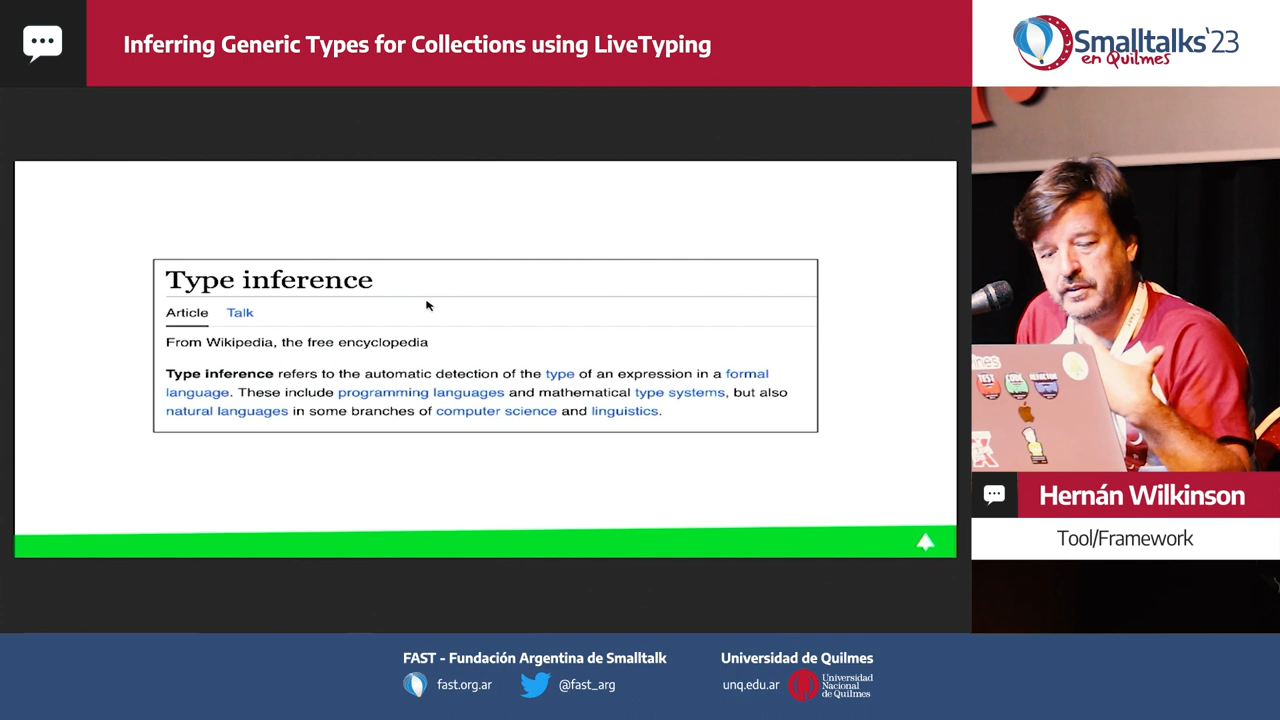 Inferring Generic Types for Collections using LiveTyping
Smalltalks'23
en Quilmes
Type inference
Article Talk
From Wikipedia, the free encyclopedia
Type inference refers to the automatic detection of the type of an expression in a formal
language. These include programming languages and mathematical type systems, but also
natural languages in some branches of computer science and linguistics.
TEST CODE REFACTOR
Hernán Wilkinson
Tool/Framework
FAST - Fundación Argentina de Smalltalk
fast.org.ar @fast_arg
Universidad de Quilmes
unq.edu.ar Universidad
Nacional
de Quilmes